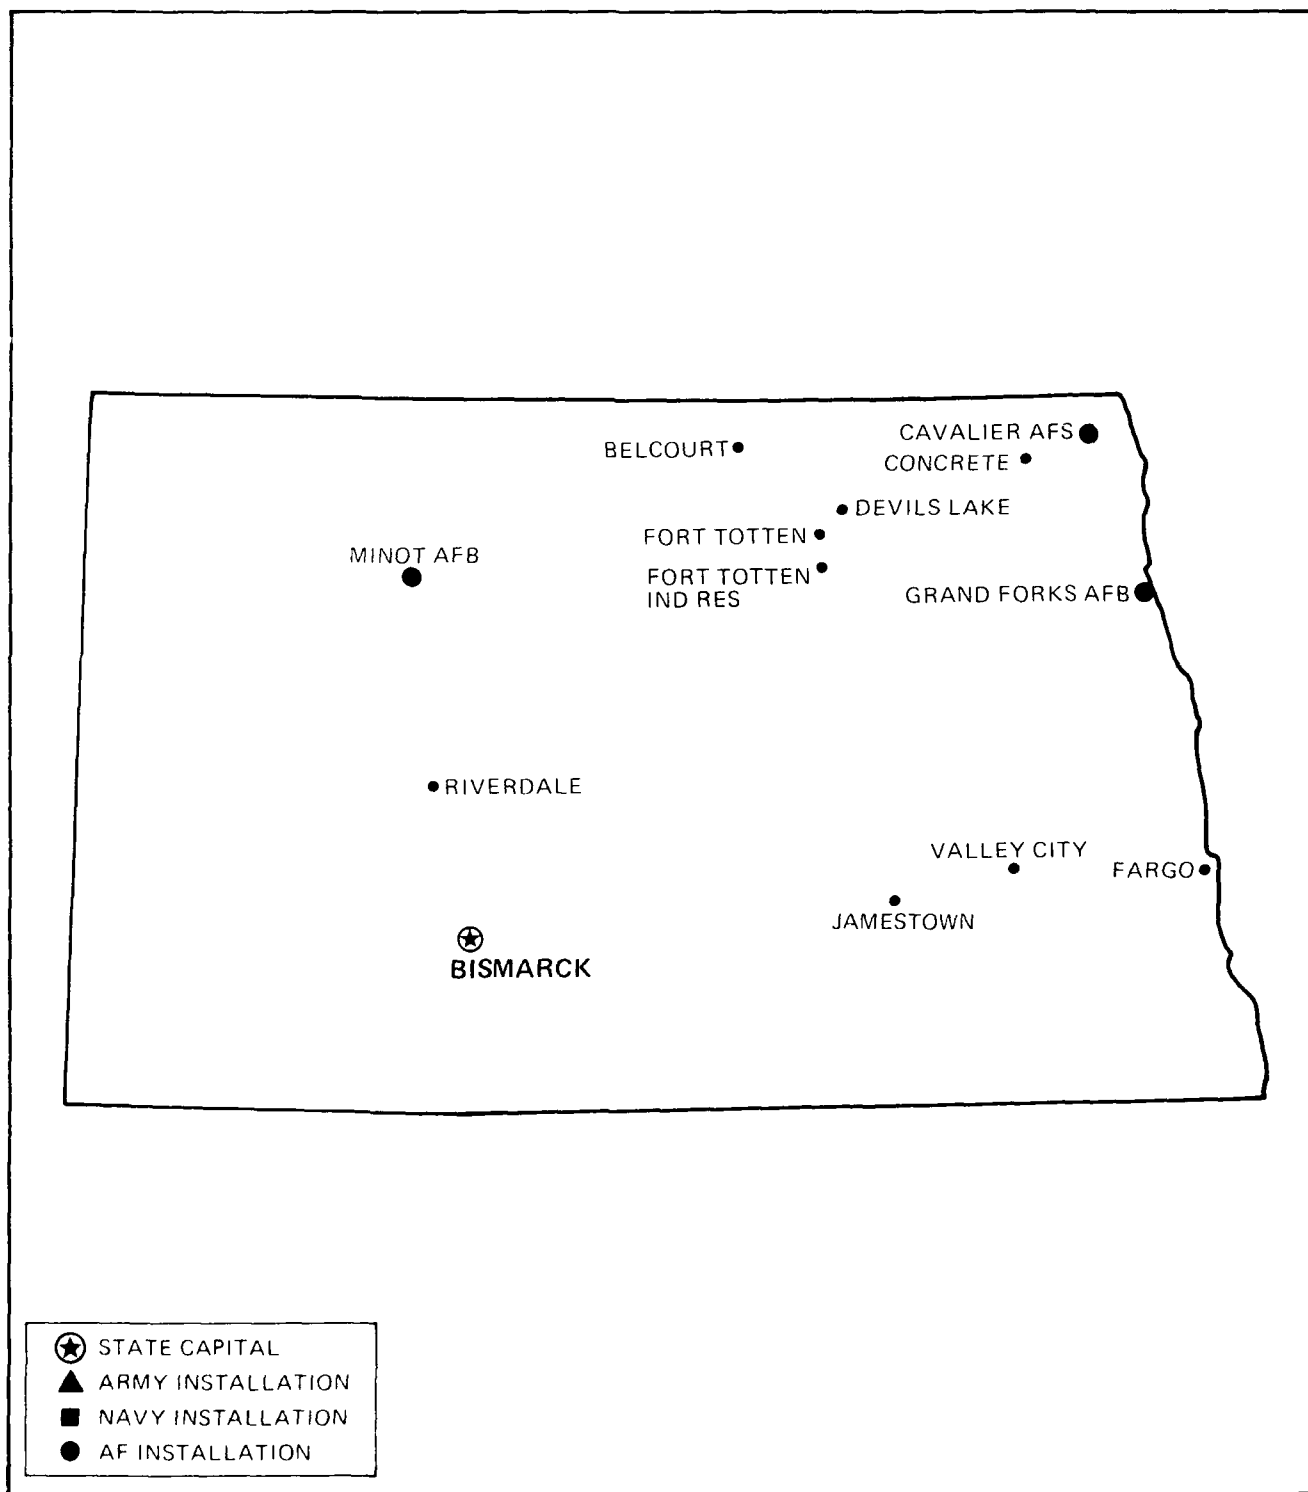 CAVALIER AFS
BELCOURT
CONCRETE
DEVILS LAKE
FORT TOTTEN
MINOT AFB
FORT TOTTEN
IND RES
GRAND FORKS AFB
RIVERDALE
VALLEY CITY
FARGO
JAMESTOWN
BISMARCK
STATE CAPITAL
ARMY INSTALLATION
NAVY INSTALLATION
AF INSTALLATION